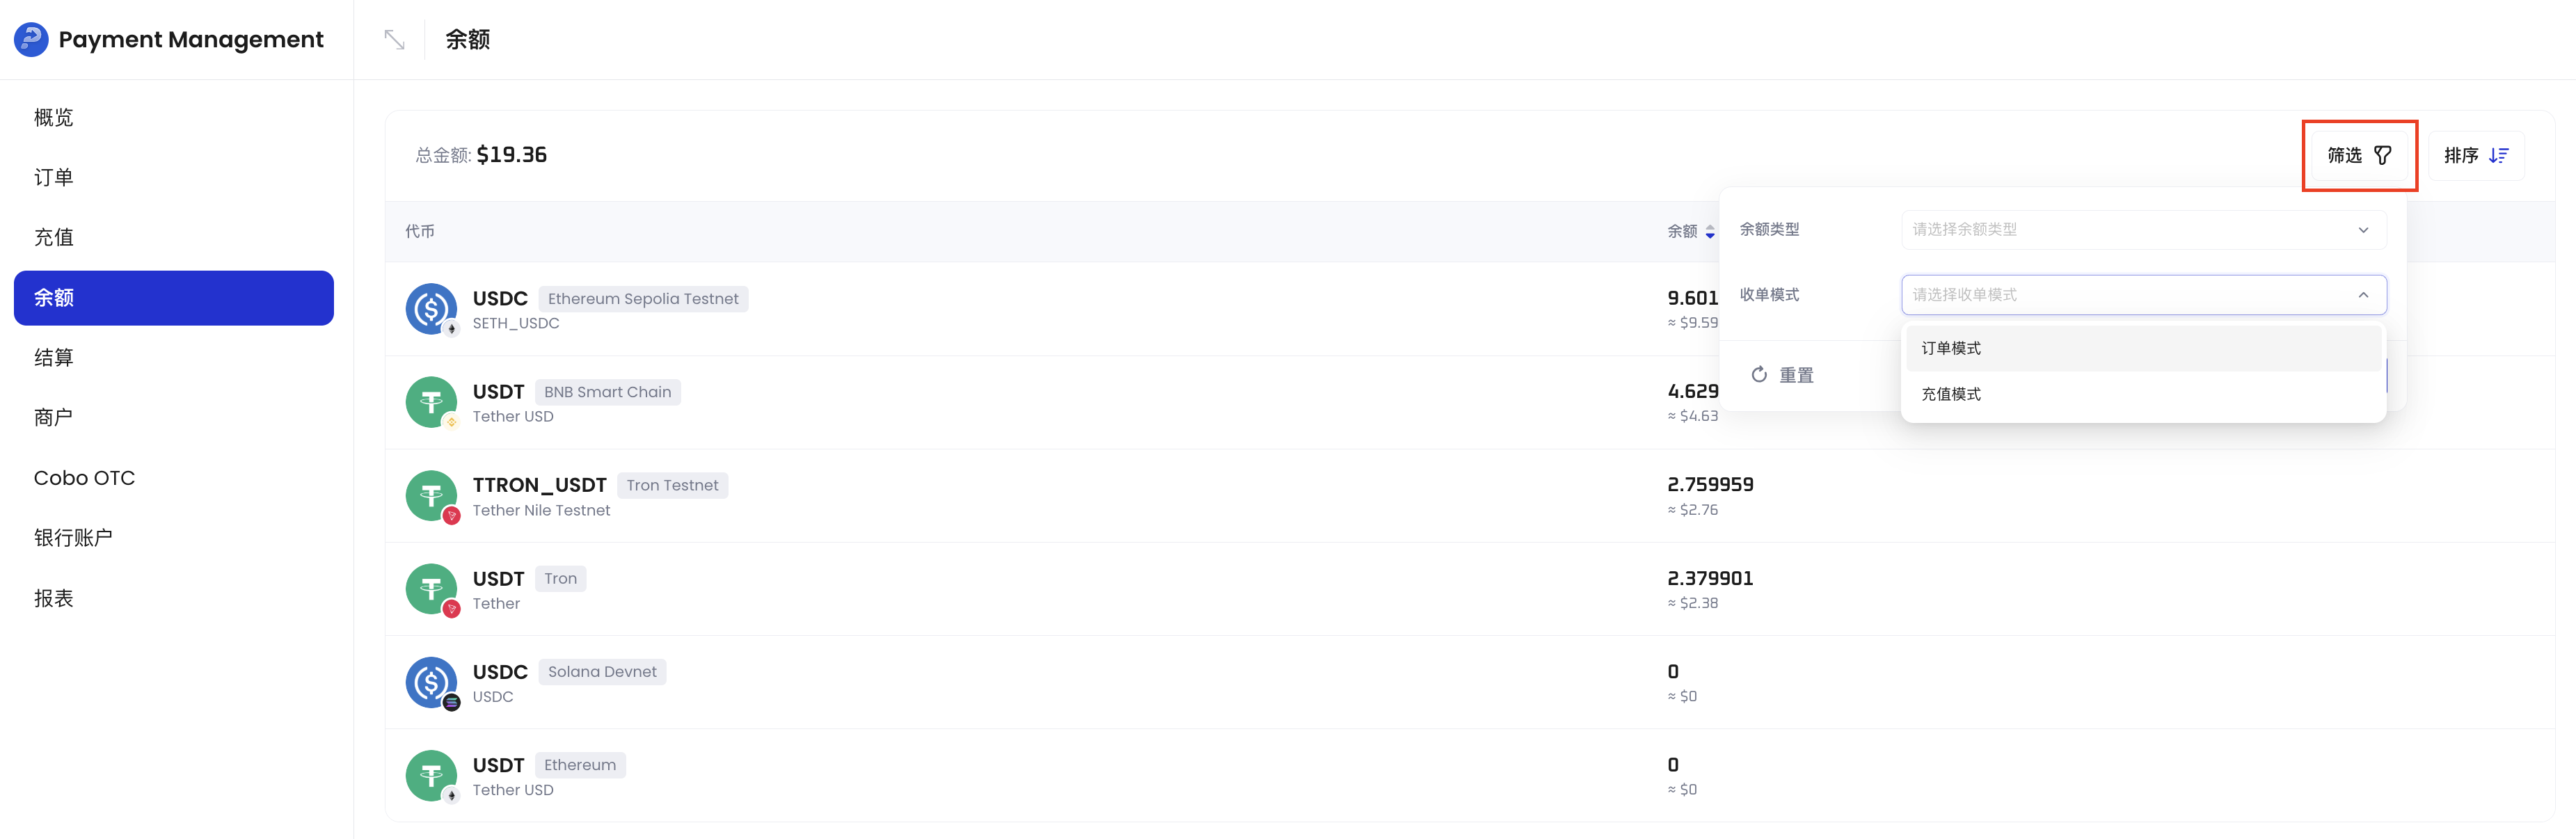 Payment Management
余额
概览
订单
充值
余额
结算
商户
Cobo OTC
银行账户
报表
总金额: $19.36
筛选
排序
代币
余额
余额类型
请选择余额类型
收单模式
请选择收单模式
订单模式
充值模式
重置
USDC Ethereum Sepolia Testnet
SETH_USDC
9.601
≈ $9.59
USDT BNB Smart Chain
Tether USD
4.629
≈ $4.63
TTRON_USDT Tron Testnet
Tether Nile Testnet
2.759959
≈ $2.76
USDT Tron
Tether
2.379901
≈ $2.38
USDC Solana Devnet
USDC
0
≈ $0
USDT Ethereum
Tether USD
0
≈ $0